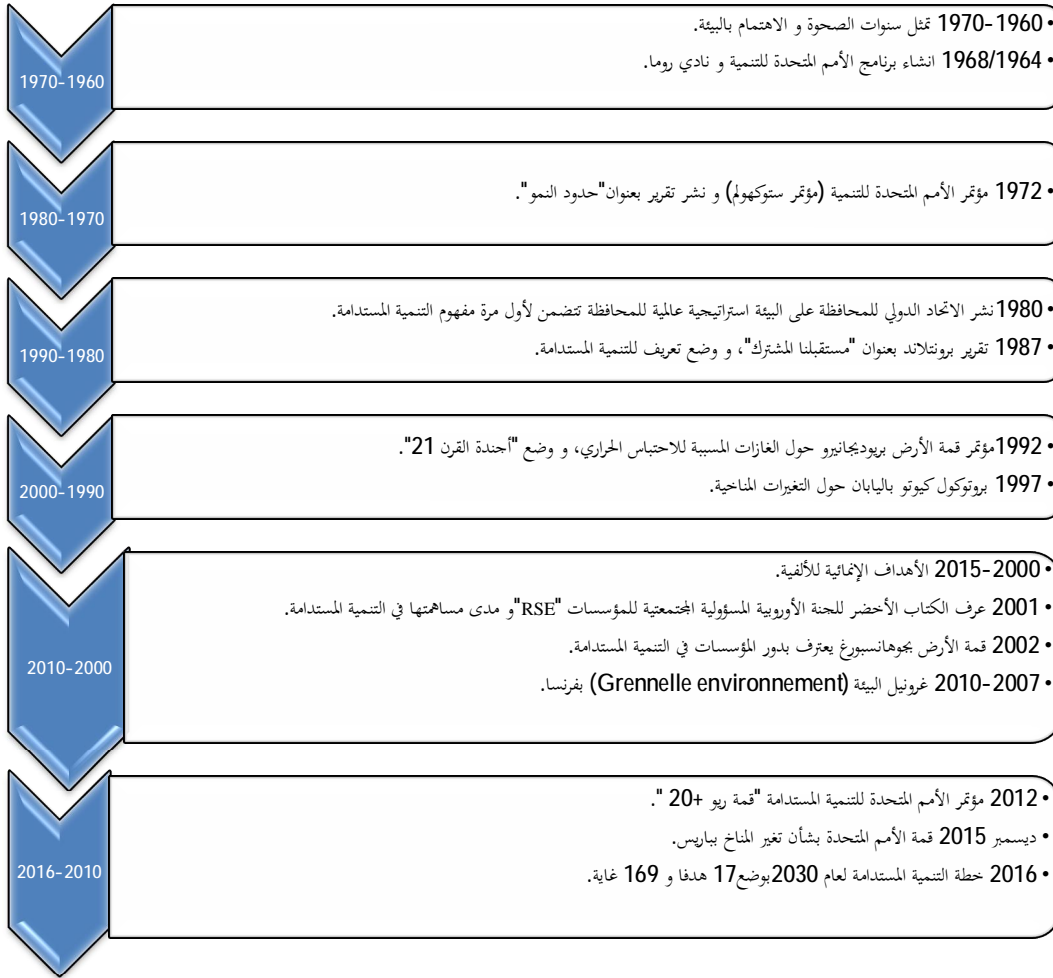 1970-1960
• 1970-1960 تمثل سنوات الصحوة و الاهتمام بالبيئة.
• 1968/1964 انشاء برنامج الأمم المتحدة للتنمية و نادي روما.
1980-1970
• 1972 مؤتمر الأمم المتحدة للتنمية (مؤتمر ستوكهولم) و نشر تقرير بعنوان"حدود النمو".
1990-1980
• 1980نشر الاتحاد الدولي للمحافظة على البيئة استراتيجية عالمية للمحافظة تتضمن لأول مرة مفهوم التنمية المستدامة.
• 1987 تقرير برونتلاند بعنوان "مستقبلنا المشترك"، و وضع تعريف للتنمية المستدامة.
2000-1990
• 1992مؤتمر قمة الأرض بريوديجانيرو حول الغازات المسببة للاحتباس الحراري، و وضع "أجندة القرن 21".
• 1997 بروتوكول كيوتو باليابان حول التغيرات المناخية.
2010-2000
• 2015-2000 الأهداف الإنمائية للألفية.
• 2001 عرف الكتاب الأخضر للجنة الأوروبية المسؤولية المجتمعتية للمؤسسات "RSE"و مدى مساهمتها في التنمية المستدامة.
• 2002 قمة الأرض بجوهانسبورغ يعترف بدور المؤسسات في التنمية المستدامة.
• 2010-2007 غرونيل البيئة (Grennelle environnement) بفرنسا.
2016-2010
• 2012 مؤتمر الأمم المتحدة للتنمية المستدامة "قمة ريو +20 ".
• ديسمبر 2015 قمة الأمم المتحدة بشأن تغير المناخ بباريس.
• 2016 خطة التنمية المستدامة لعام 2030بوضع17 هدفا و 169 غاية.